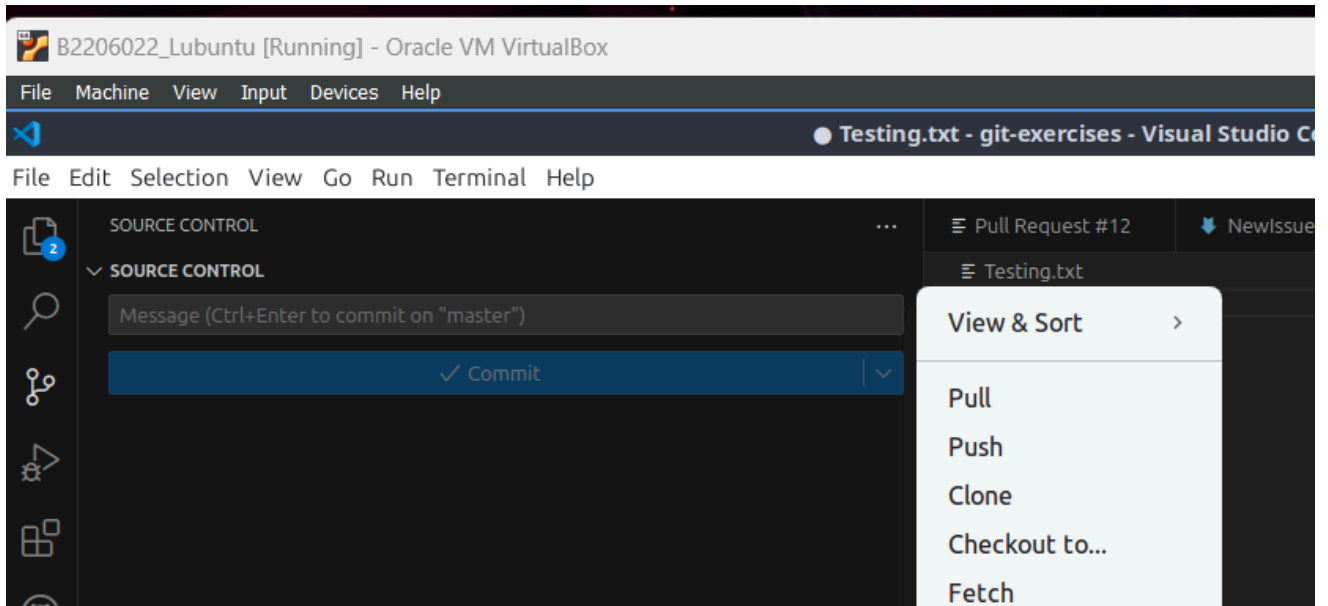 B2206022_Lubuntu [Running] - Oracle VM VirtualBox
File Machine View Input Devices Help
● Testing.txt - git-exercises - Visual Studio
File Edit Selection View Go Run Terminal Help
SOURCE CONTROL ...
Pull Request #12
NewIssue
2
SOURCE CONTROL
Testing.txt
Message (Ctrl+Enter to commit on "master")
View & Sort
Commit
Pull
Push
Clone
Checkout to...
Fetch